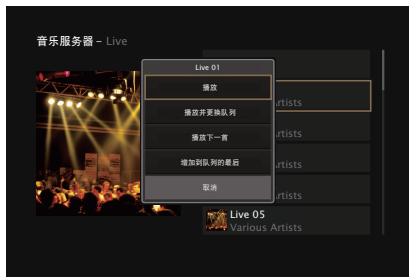 音乐服务器 – Live
Live 01
播放
播放并更换队列
播放下一首
增加到队列的最后
取消
Artists
Artists
Artists
Artists
Live 05
Various Artists